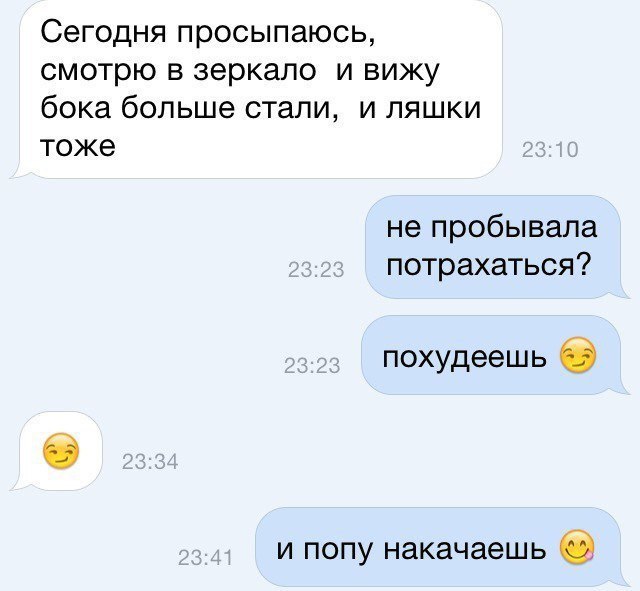 Сегодня просыпаюсь,
смотрю в зеркало и вижу
бока больше стали, и ляшки
тоже
23:10
не пробывала
потрахаться?
23:23
похудеешь 😏
23:23
😏
23:34
и попу накачаешь 😋
23:41